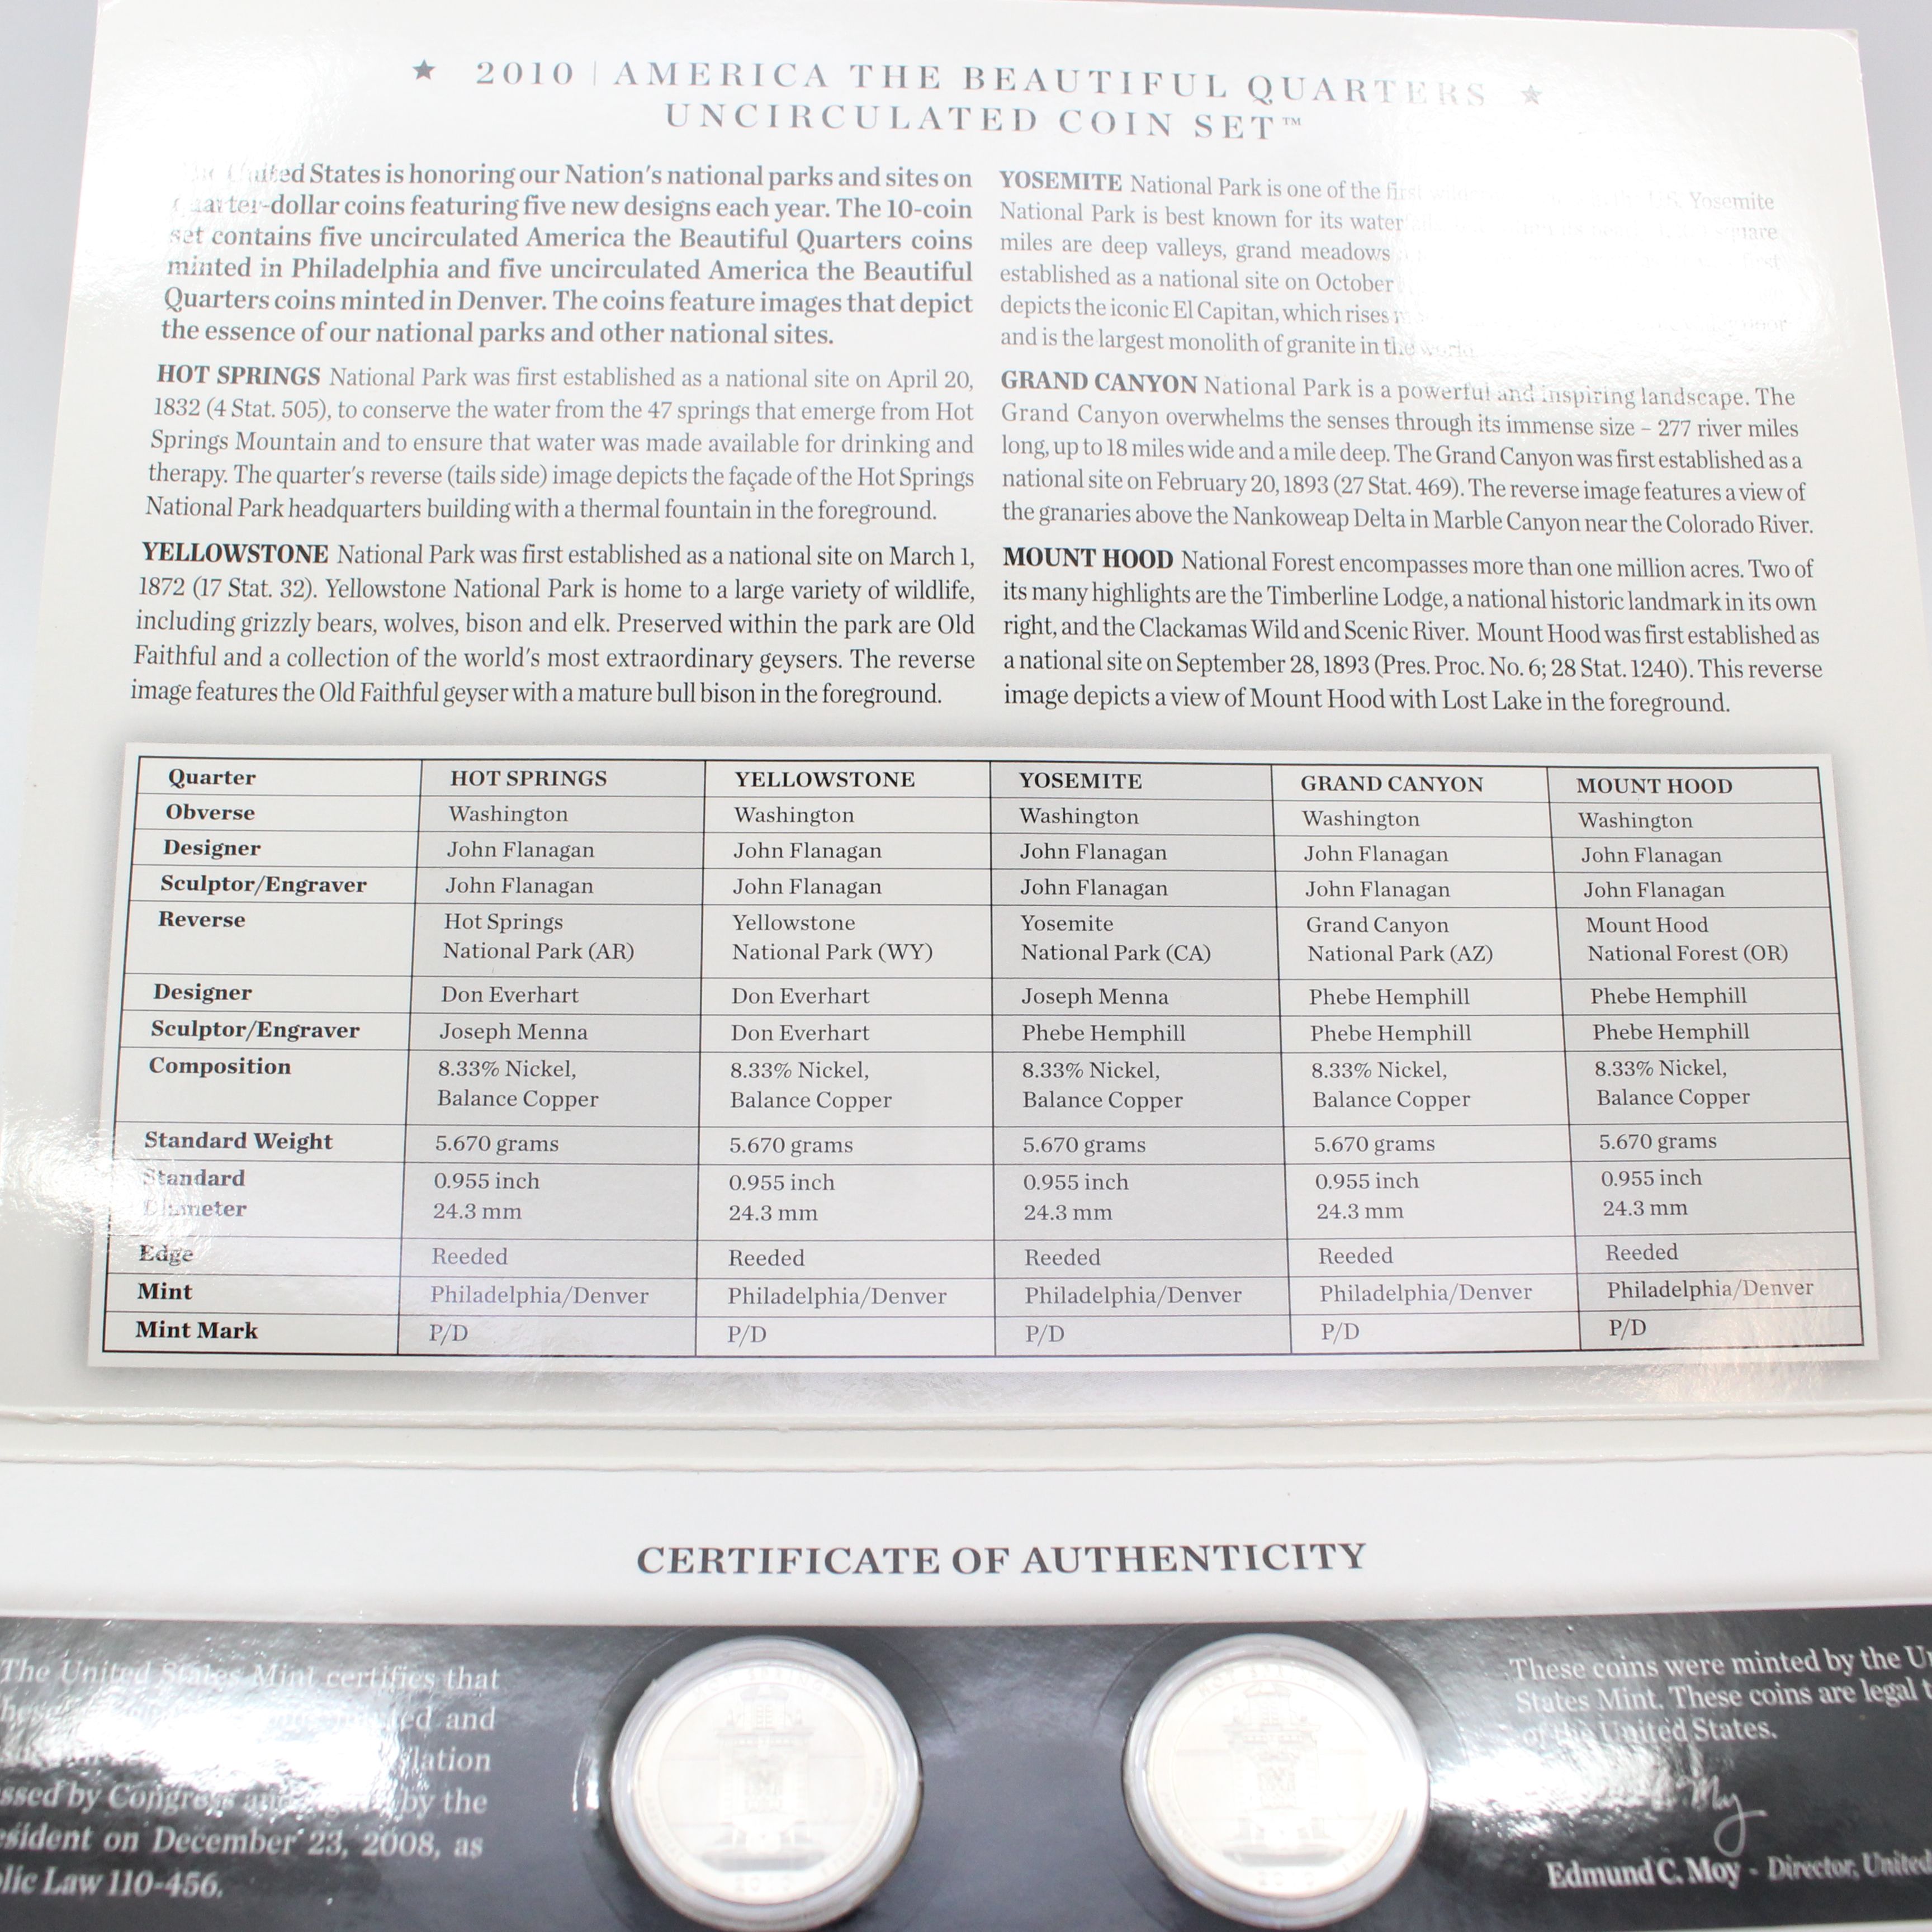 ★ 2010 | AMERICA THE BEAUTIFUL QUARTERS ★
UNCIRCULATED COIN SET™
United States is honoring our Nation's national parks and sites on
quarter-dollar coins featuring five new designs each year. The 10-coin
set contains five uncirculated America the Beautiful Quarters coins
minted in Philadelphia and five uncirculated America the Beautiful
Quarters coins minted in Denver. The coins feature images that depict
the essence of our national parks and other national sites.
HOT SPRINGS National Park was first established as a national site on April 20,
1832 (4 Stat. 505), to conserve the water from the 47 springs that emerge from Hot
Springs Mountain and to ensure that water was made available for drinking and
therapy. The quarter's reverse (tails side) image depicts the façade of the Hot Springs
National Park headquarters building with a thermal fountain in the foreground.
YELLOWSTONE National Park was first established as a national site on March 1,
1872 (17 Stat. 32). Yellowstone National Park is home to a large variety of wildlife,
including grizzly bears, wolves, bison and elk. Preserved within the park are Old
Faithful and a collection of the world's most extraordinary geysers. The reverse
image features the Old Faithful geyser with a mature bull bison in the foreground.
YOSEMITE National Park is one of the first Yosemite
National Park is best known for its square
miles are deep valleys, grand meadows
established as a national site on October
depicts the iconic El Capitan, which rises
and is the largest monolith of granite in the world.
GRAND CANYON National Park is a powerful and inspiring landscape. The
Grand Canyon overwhelms the senses through its immense size – 277 river miles
long, up to 18 miles wide and a mile deep. The Grand Canyon was first established as a
national site on February 20, 1893 (27 Stat. 469). The reverse image features a view of
the granaries above the Nankoweap Delta in Marble Canyon near the Colorado River.
MOUNT HOOD National Forest encompasses more than one million acres. Two of
its many highlights are the Timberline Lodge, a national historic landmark in its own
right, and the Clackamas Wild and Scenic River. Mount Hood was first established as
a national site on September 28, 1893 (Pres. Proc. No. 6; 28 Stat. 1240). This reverse
image depicts a view of Mount Hood with Lost Lake in the foreground.
Quarter HOT SPRINGS YELLOWSTONE YOSEMITE GRAND CANYON MOUNT HOOD
Obverse Washington Washington Washington Washington Washington
Designer John Flanagan John Flanagan John Flanagan John Flanagan John Flanagan
Sculptor/Engraver John Flanagan John Flanagan John Flanagan John Flanagan John Flanagan
Reverse Hot Springs Yellowstone Yosemite Grand Canyon Mount Hood
National Park (AR) National Park (WY) National Park (CA) National Park (AZ) National Forest (OR)
Designer Don Everhart Don Everhart Joseph Menna Phebe Hemphill Phebe Hemphill
Sculptor/Engraver Joseph Menna Don Everhart Phebe Hemphill Phebe Hemphill Phebe Hemphill
Composition 8.33% Nickel, 8.33% Nickel, 8.33% Nickel, 8.33% Nickel, 8.33% Nickel,
Balance Copper Balance Copper Balance Copper Balance Copper Balance Copper
Standard Weight 5.670 grams 5.670 grams 5.670 grams 5.670 grams 5.670 grams
Standard 0.955 inch 0.955 inch 0.955 inch 0.955 inch 0.955 inch
Diameter 24.3 mm 24.3 mm 24.3 mm 24.3 mm 24.3 mm
Edge Reeded Reeded Reeded Reeded Reeded
Mint Philadelphia/Denver Philadelphia/Denver Philadelphia/Denver Philadelphia/Denver Philadelphia/Denver
Mint Mark P/D P/D P/D P/D P/D
CERTIFICATE OF AUTHENTICITY
The United States Mint certifies that
and
by Congress by the
on December 23, 2008, as
Law 110-456.
These coins were minted by the
States Mint. These coins are legal
of the United States.
Edmund C. Moy - Director, United